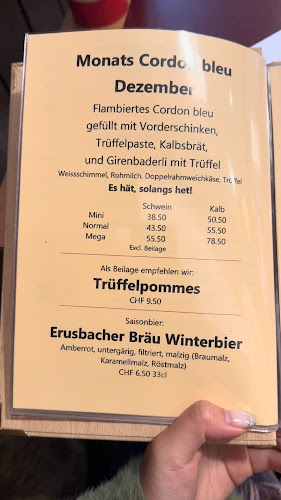 Monats Cordon bleu
Dezember
Flambiertes Cordon bleu
gefüllt mit Vorderschinken,
Trüffelpaste, Kalbsbrät,
und Girenbaderli mit Trüffel
Weissschimmel, Rohmilch, Doppelrahmweichkäse, Trüffel
Es hät, solangs het!
Schwein Kalb
Mini 38.50 50.50
Normal 43.50 55.50
Mega 55.50 78.50
Excl. Beilage
Als Beilage empfehlen wir:
Trüffelpommes
CHF 9.50
Saisonbier:
Erusbacher Bräu Winterbier
Amberrot, untergärig, filtriert, malzig (Braumalz,
Karamellmalz, Röstmalz)
CHF 6.50 33cl